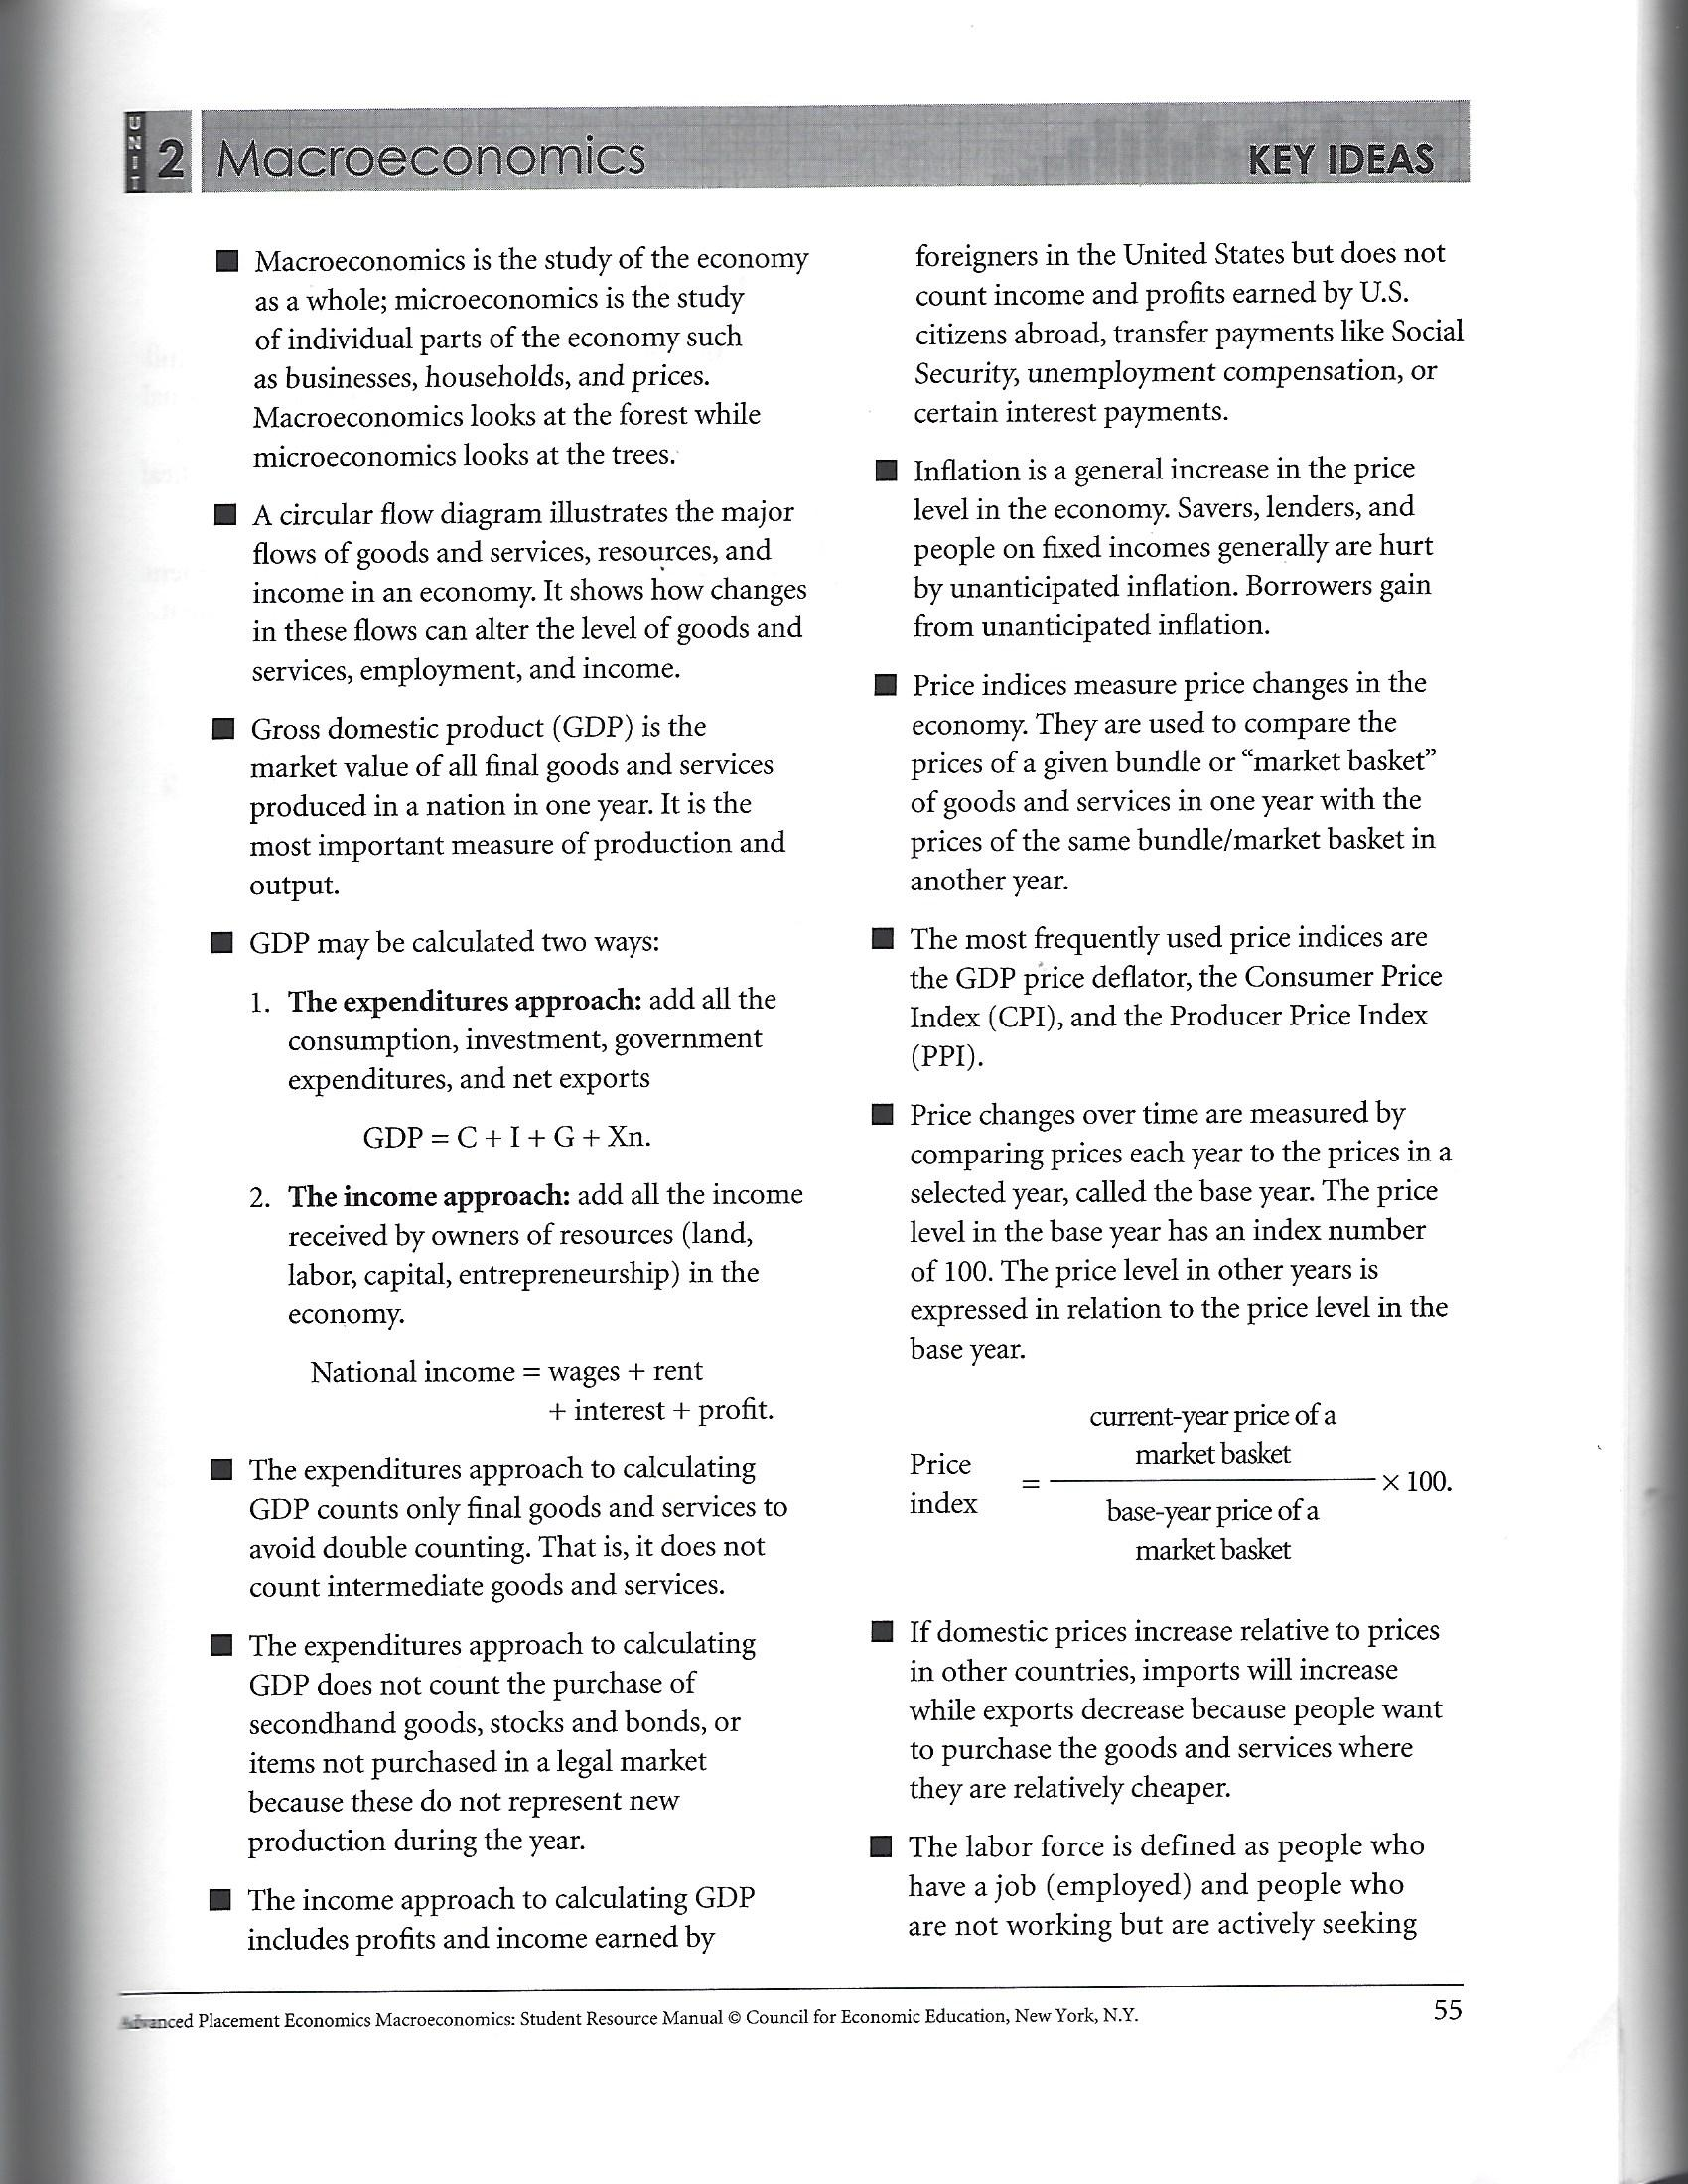 UNIT
2 Macroeconomics KEY IDEAS
■ Macroeconomics is the study of the economy
as a whole; microeconomics is the study
of individual parts of the economy such
as businesses, households, and prices.
Macroeconomics looks at the forest while
microeconomics looks at the trees.
■ A circular flow diagram illustrates the major
flows of goods and services, resources, and
income in an economy. It shows how changes
in these flows can alter the level of goods and
services, employment, and income.
■ Gross domestic product (GDP) is the
market value of all final goods and services
produced in a nation in one year. It is the
most important measure of production and
output.
■ GDP may be calculated two ways:
1. The expenditures approach: add all the
consumption, investment, government
expenditures, and net exports
GDP = C + I + G + Xn.
2. The income approach: add all the income
received by owners of resources (land,
labor, capital, entrepreneurship) in the
economy.
National income = wages + rent
+ interest + profit.
■ The expenditures approach to calculating
GDP counts only final goods and services to
avoid double counting. That is, it does not
count intermediate goods and services.
■ The expenditures approach to calculating
GDP does not count the purchase of
secondhand goods, stocks and bonds, or
items not purchased in a legal market
because these do not represent new
production during the year.
■ The income approach to calculating GDP
includes profits and income earned by
foreigners in the United States but does not
count income and profits earned by U.S.
citizens abroad, transfer payments like Social
Security, unemployment compensation, or
certain interest payments.
■ Inflation is a general increase in the price
level in the economy. Savers, lenders, and
people on fixed incomes generally are hurt
by unanticipated inflation. Borrowers gain
from unanticipated inflation.
■ Price indices measure price changes in the
economy. They are used to compare the
prices of a given bundle or “market basket”
of goods and services in one year with the
prices of the same bundle/market basket in
another year.
■ The most frequently used price indices are
the GDP price deflator, the Consumer Price
Index (CPI), and the Producer Price Index
(PPI).
■ Price changes over time are measured by
comparing prices each year to the prices in a
selected year, called the base year. The price
level in the base year has an index number
of 100. The price level in other years is
expressed in relation to the price level in the
base year.
current-year price of a
market basket
Price
index
= × 100.
base-year price of a
market basket
■ If domestic prices increase relative to prices
in other countries, imports will increase
while exports decrease because people want
to purchase the goods and services where
they are relatively cheaper.
■ The labor force is defined as people who
have a job (employed) and people who
are not working but are actively seeking
Advanced Placement Economics Macroeconomics: Student Resource Manual © Council for Economic Education, New York, N.Y. 55